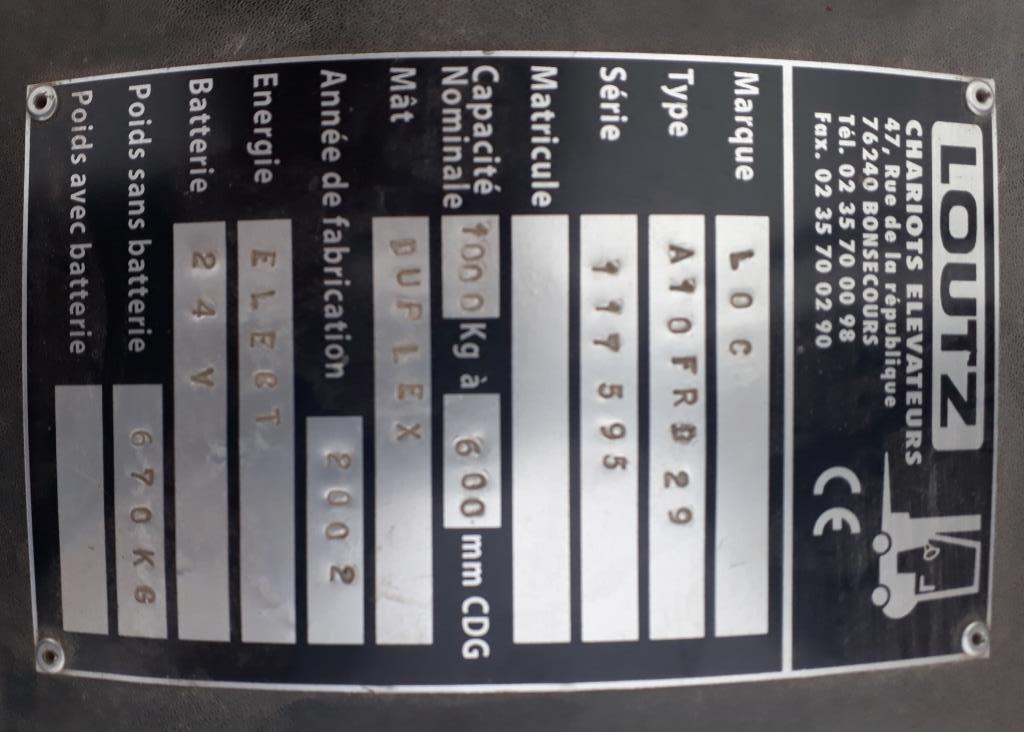 LOUTZ
CHARIOTS ELEVATEURS
47, Rue de la république
76240 BONSECOURS
Tél. 02 35 70 00 98
Fax. 02 35 70 02 90
CE
Marque LOC
Type A10FRD29
Série 117595
Matricule
Capacité Nominale 1000 Kg à 600 mm CDG
Mât DUPLEX
Année de fabrication 2002
Energie ELECT
Batterie 24 V
Poids sans batterie 670KG
Poids avec batterie